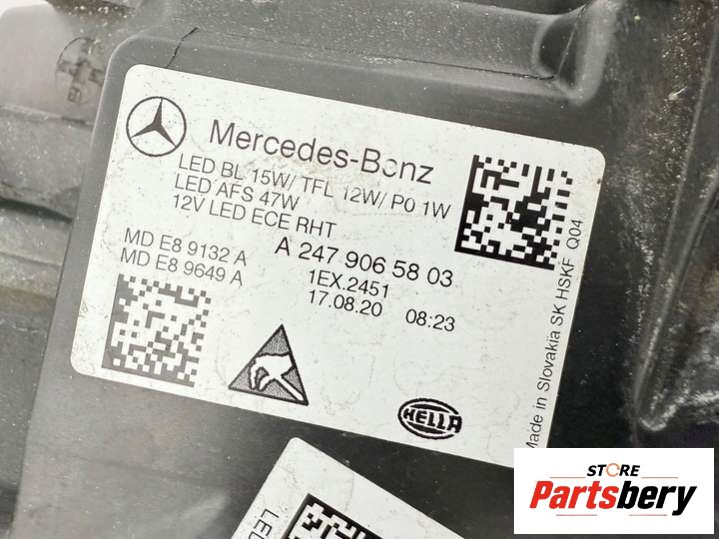 Mercedes-Benz
LED BL 15W/ TFL 12W/ PO 1W
LED AFS 47W
12V LED ECE RHT
MD E8 9132 A
MD E8 9649 A
A 247 906 58 03
1EX.2451
17.08.20 08:23
HELLA
Made in Slovakia SK HSKF Q04
LED
STORE
Partsbery